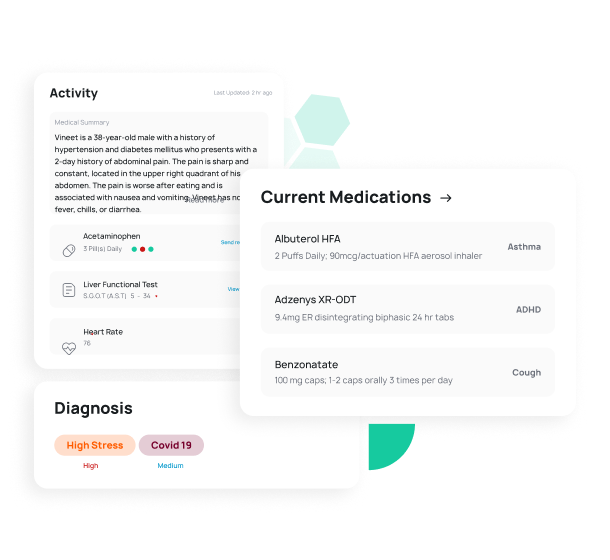 Activity
Last Updated: 2 hr ago
Medical Summary
Vineet is a 38-year-old male with a history of
hypertension and diabetes mellitus who presents with a
2-day history of abdominal pain. The pain is sharp and
constant, located in the upper right quadrant of his
abdomen. The pain is worse after eating and is
associated with nausea and vomiting. Vineet has no
Read more
fever, chills, or diarrhea.
Acetaminophen
3 Pill(s) Daily
Send re
Liver Functional Test
S.G.O.T (A.S.T) 5 - 34
View
Heart Rate
76
Current Medications →
Albuterol HFA
2 Puffs Daily; 90mcg/actuation HFA aerosol inhaler
Asthma
Adzenys XR-ODT
9.4mg ER disintegrating biphasic 24 hr tabs
ADHD
Benzonatate
100 mg caps; 1-2 caps orally 3 times per day
Cough
Diagnosis
High Stress
Covid 19
High
Medium